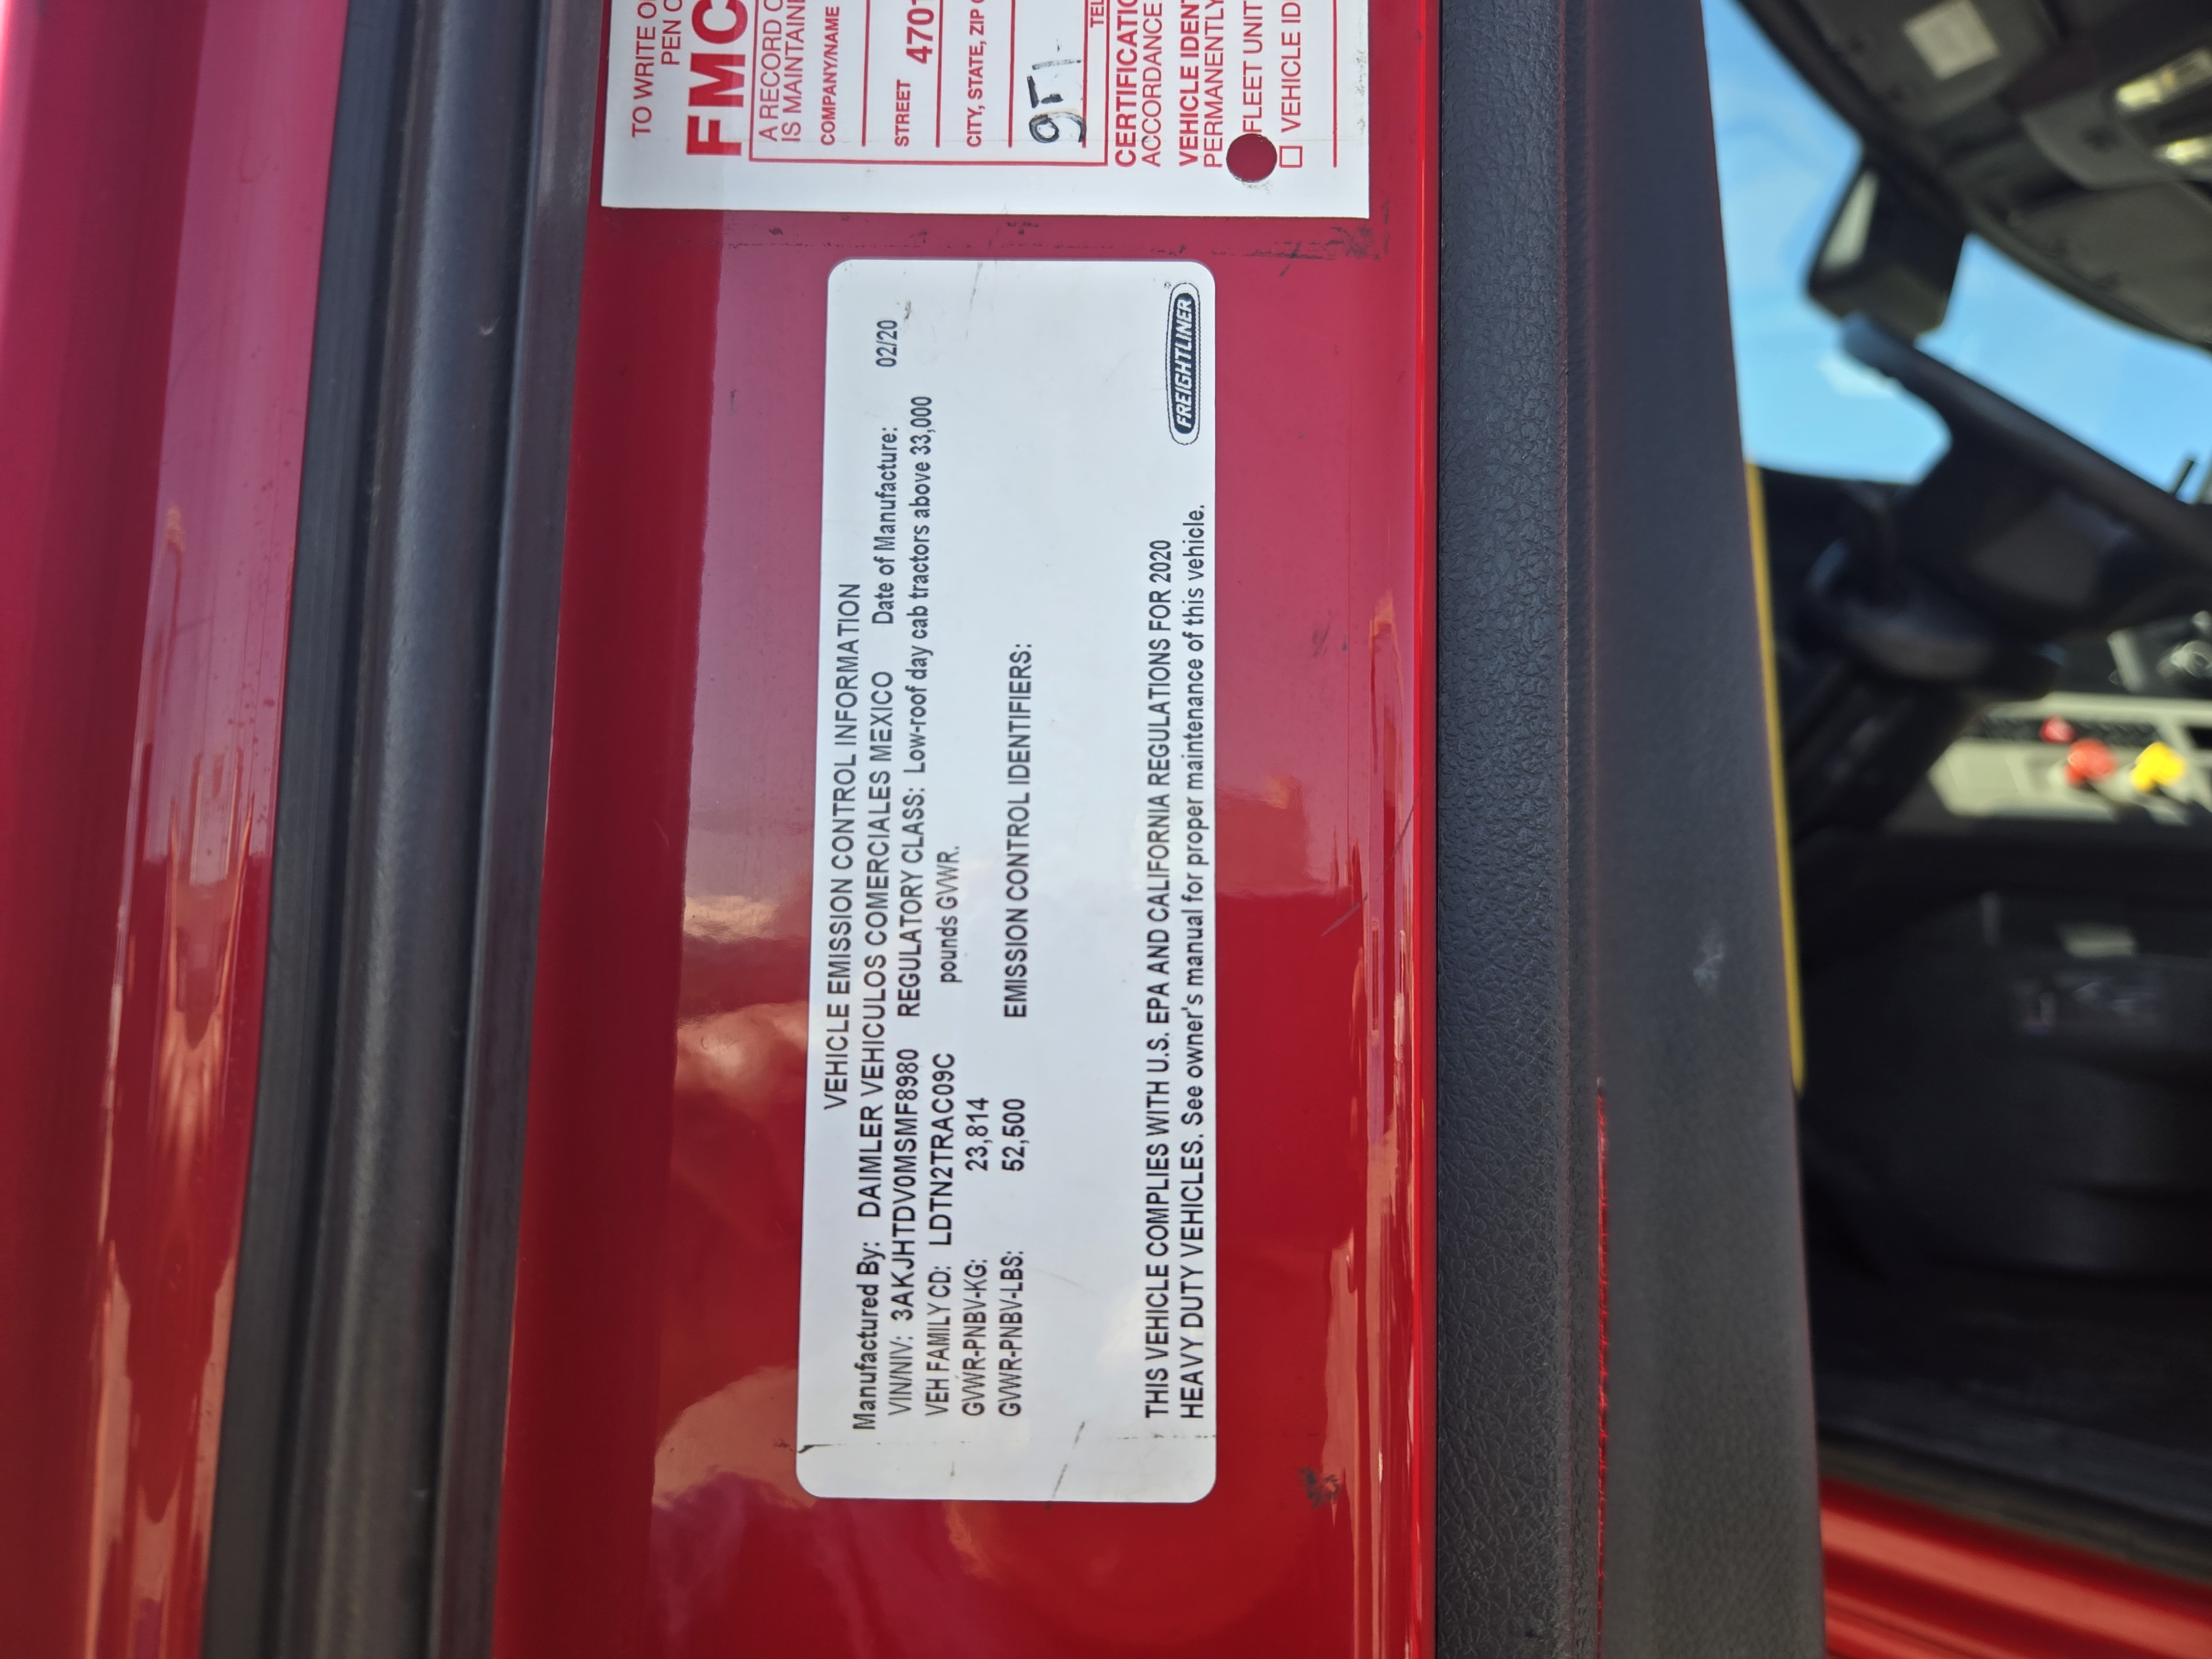 TO WRITE O
PEN O
FMC
A RECORD O
IS MAINTAIN
COMPANY/NAME
STREET 4701
CITY, STATE, ZIP
TEL
CERTIFICATIO
ACCORDANCE
VEHICLE IDEN
PERMANENTLY
FLEET UNIT
VEHICLE ID
VEHICLE EMISSION CONTROL INFORMATION
Manufactured By: DAIMLER VEHICULOS COMERCIALES MEXICO Date of Manufacture: 02/20
VIN/NIV: 3AKJHTDV0MSMF8980 REGULATORY CLASS: Low-roof day cab tractors above 33,000
VEH FAMILY CD: LDTN2TRAC09C pounds GVWR.
GVWR-PNBV-KG: 23,814
GVWR-PNBV-LBS: 52,500 EMISSION CONTROL IDENTIFIERS:
THIS VEHICLE COMPLIES WITH U.S. EPA AND CALIFORNIA REGULATIONS FOR 2020
HEAVY DUTY VEHICLES. See owner's manual for proper maintenance of this vehicle.
FREIGHTLINER